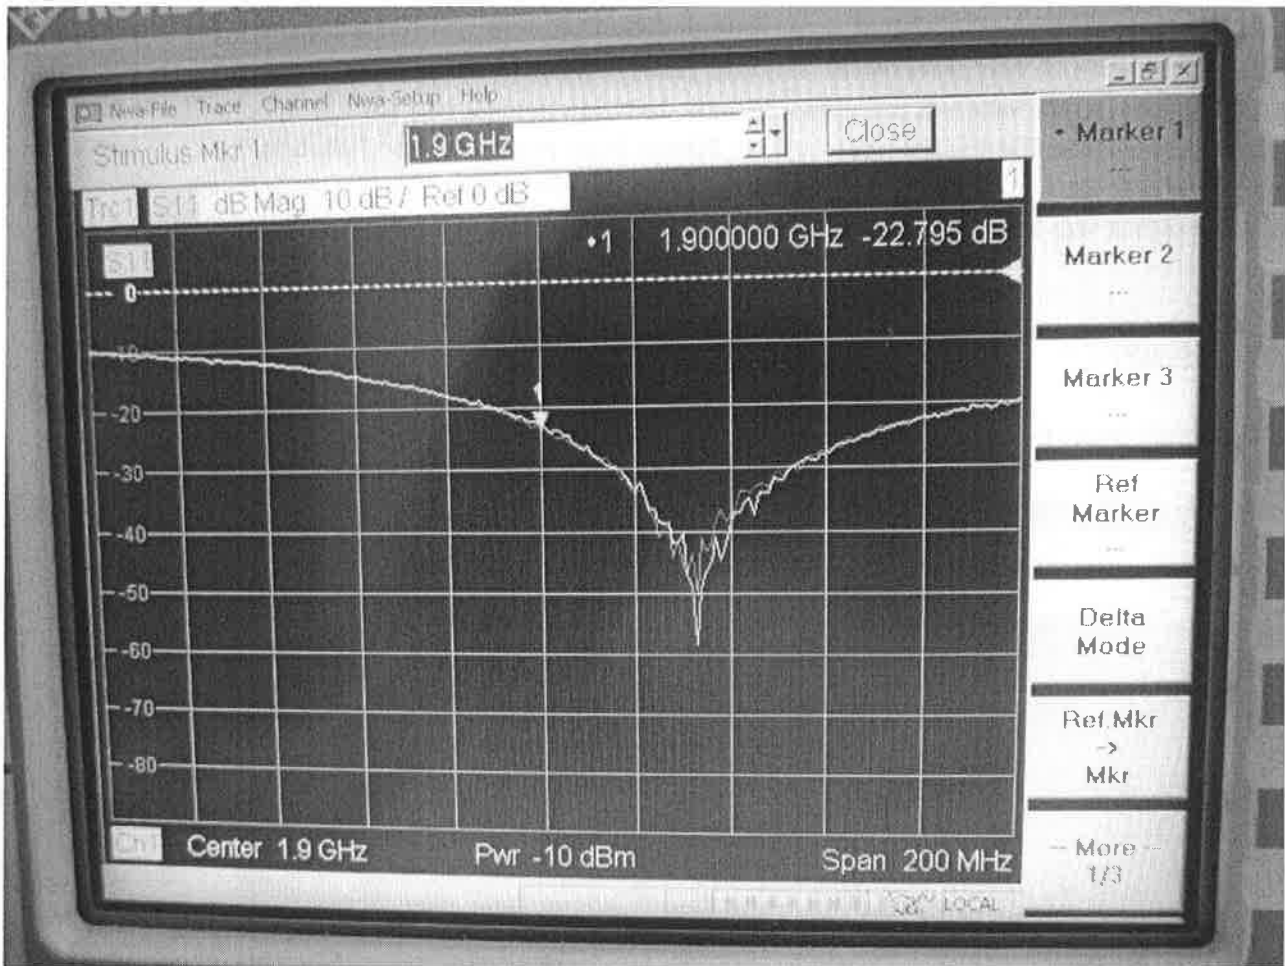 Nwa-File Trace Channel Nwa-Setup Help
Stimulus Mkr 1 1.9 GHz Close
Trc1 S11 dB Mag 10 dB / Ref 0 dB 1
S11
•1 1.900000 GHz -22.795 dB
0
-10
-20
-30
-40
-50
-60
-70
-80
Ch1 Center 1.9 GHz Pwr -10 dBm Span 200 MHz
LOCAL
• Marker 1
...
Marker 2
...
Marker 3
...
Ref
Marker
...
Delta
Mode
Ref.Mkr
->
Mkr
-- More --
1/3